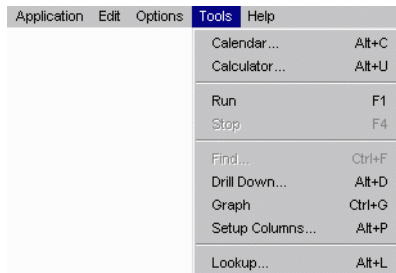 Application Edit Options Tools Help
Calendar... Alt+C
Calculator... Alt+U
Run F1
Stop F4
Find... Ctrl+F
Drill Down... Alt+D
Graph Ctrl+G
Setup Columns... Alt+P
Lookup... Alt+L